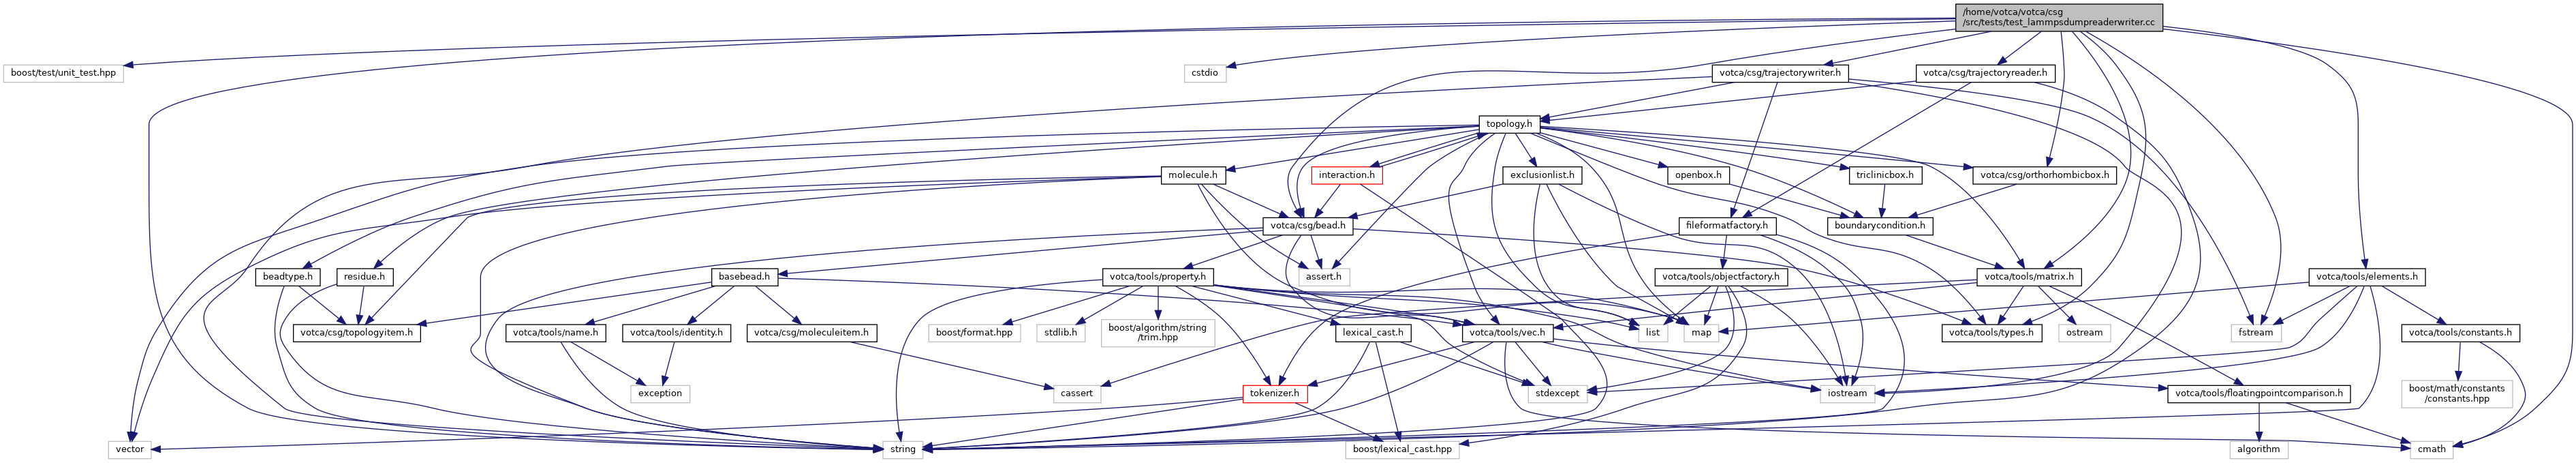 /home/votca/votca/csg
/src/tests/test_lammpsdumpreaderwriter.cc
boost/test/unit_test.hpp
cstdio
votca/csg/trajectorywriter.h
votca/csg/trajectoryreader.h
topology.h
molecule.h
interaction.h
exclusionlist.h
openbox.h
triclinicbox.h
votca/csg/orthorhombicbox.h
votca/csg/bead.h
fileformatfactory.h
boundarycondition.h
beadtype.h
residue.h
basebead.h
votca/tools/property.h
assert.h
votca/tools/objectfactory.h
votca/tools/matrix.h
votca/tools/elements.h
votca/csg/topologyitem.h
votca/tools/name.h
votca/tools/identity.h
votca/csg/moleculeitem.h
boost/format.hpp
stdlib.h
boost/algorithm/string
/trim.hpp
lexical_cast.h
votca/tools/vec.h
list
map
votca/tools/types.h
ostream
fstream
votca/tools/constants.h
exception
cassert
tokenizer.h
stdexcept
iostream
votca/tools/floatingpointcomparison.h
boost/math/constants
/constants.hpp
vector
string
boost/lexical_cast.hpp
algorithm
cmath